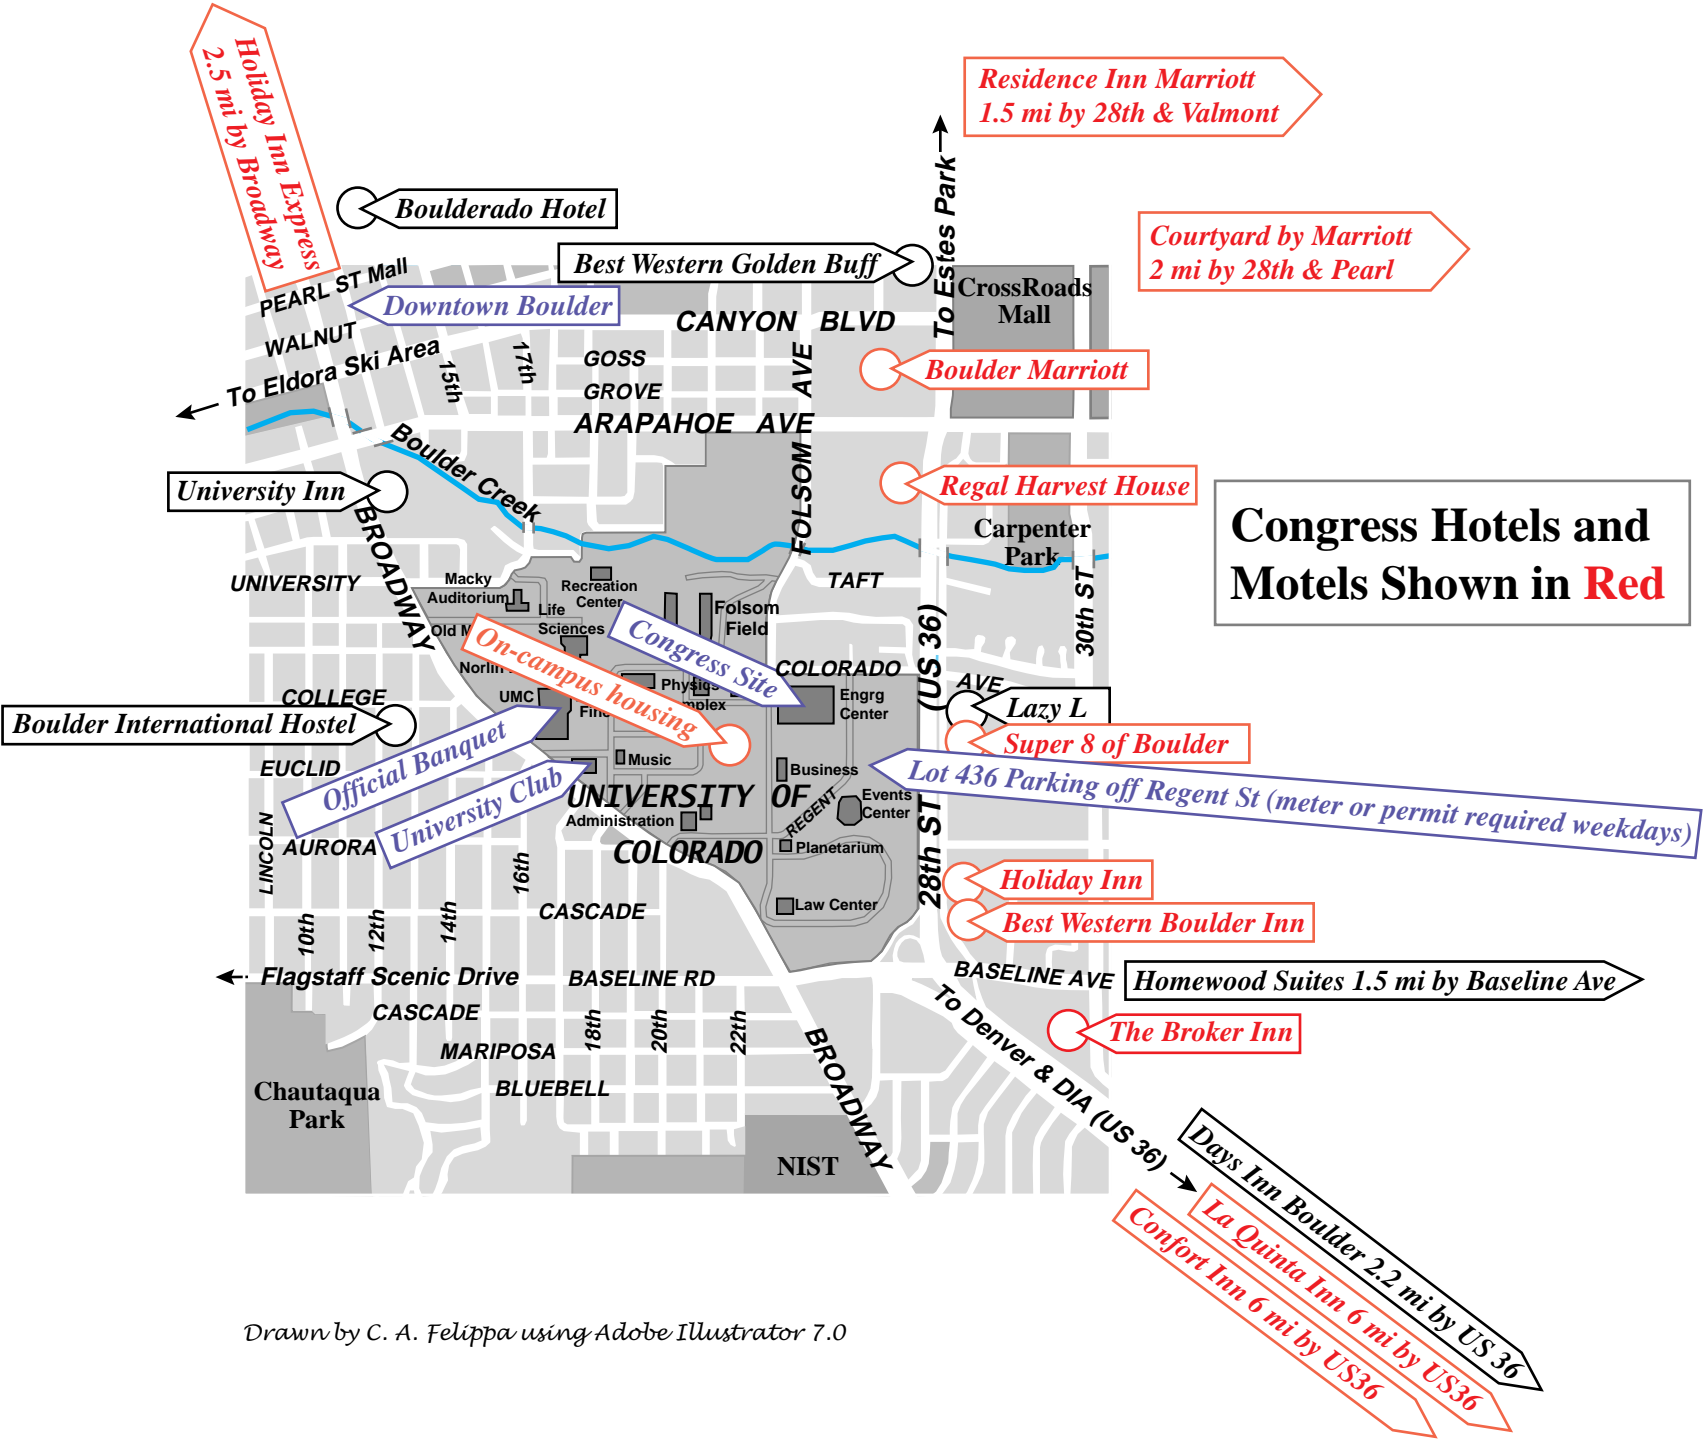 Holiday Inn Express
2.5 mi by Broadway
Residence Inn Marriott
1.5 mi by 28th & Valmont
To Estes Park
Boulderado Hotel
Courtyard by Marriott
2 mi by 28th & Pearl
Best Western Golden Buff
PEARL ST Mall
Downtown Boulder
CrossRoads
Mall
CANYON BLVD
WALNUT
To Eldora Ski Area
15th
17th
GOSS
GROVE
AVE
Boulder Marriott
ARAPAHOE AVE
Boulder Creek
FOLSOM
University Inn
Regal Harvest House
Congress Hotels and
Motels Shown in Red
BROADWAY
Carpenter
Park
UNIVERSITY
Macky
Auditorium
Recreation
Center
TAFT
Life
Sciences
Folsom
Field
30th ST
Old M
On-campus housing
Congress Site
(US 36)
Norlin
COLORADO
AVE
Physics
mplex
Engrg
Center
COLLEGE
UMC
Fine
Lazy L
Boulder International Hostel
Super 8 of Boulder
Official Banquet
EUCLID
Music
Business
Lot 436 Parking off Regent St (meter or permit required weekdays)
University Club
UNIVERSITY OF
COLORADO
REGENT
Events
Center
Administration
28th ST
LINCOLN
AURORA
16th
Planetarium
Holiday Inn
10th
12th
14th
CASCADE
Law Center
Best Western Boulder Inn
Flagstaff Scenic Drive
BASELINE RD
BASELINE AVE
Homewood Suites 1.5 mi by Baseline Ave
CASCADE
18th
20th
22th
To Denver & DIA (US 36)
The Broker Inn
MARIPOSA
BROADWAY
Chautaqua
Park
BLUEBELL
NIST
Days Inn Boulder 2.2 mi by US 36
La Quinta Inn 6 mi by US36
Confort Inn 6 mi by US36
Drawn by C. A. Felippa using Adobe Illustrator 7.0